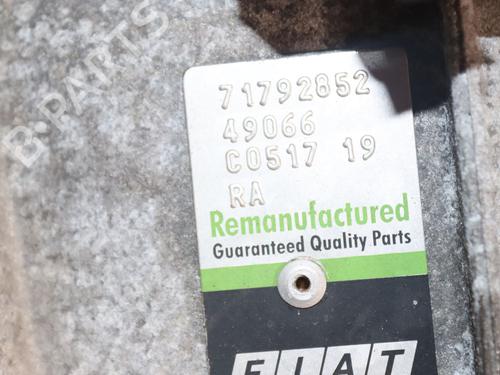 B-PARTS
71792852
49066
C0517 19
RA
Remanufactured
Guaranteed Quality Parts
FIAT